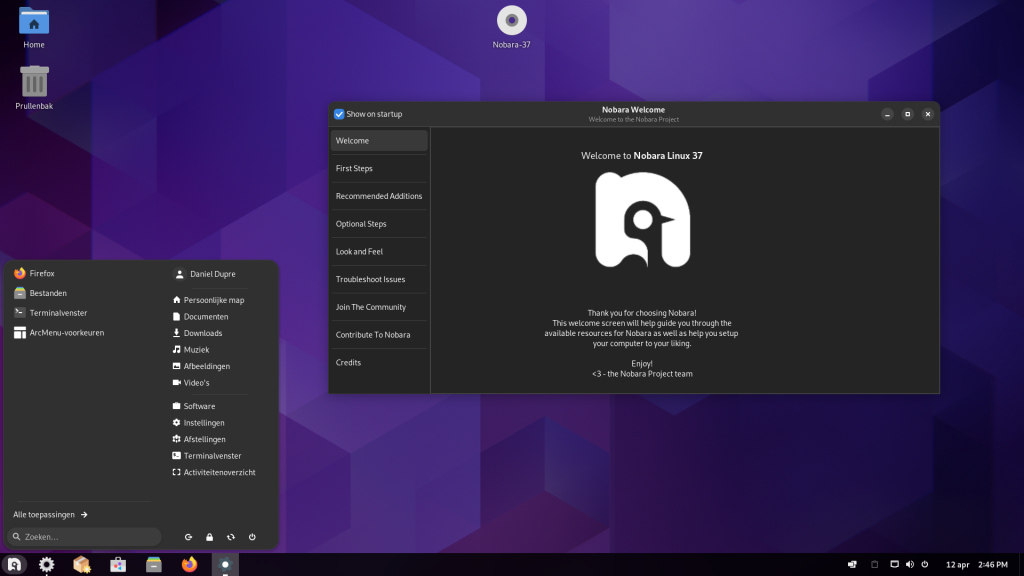 Home
Nobara-37
Prullenbak
Show on startup
Nobara Welcome
Welcome to the Nobara Project
Welcome
First Steps
Recommended Additions
Optional Steps
Look and Feel
Troubleshoot Issues
Join The Community
Contribute To Nobara
Credits
Welcome to Nobara Linux 37
Thank you for choosing Nobara!
This welcome screen will help guide you through the
available resources for Nobara as well as help you setup
your computer to your liking.
Enjoy!
<3 - the Nobara Project team
Firefox
Bestanden
Terminalvenster
ArcMenu-voorkeuren
Daniel Dupre
Persoonlijke map
Documenten
Downloads
Muziek
Afbeeldingen
Video's
Software
Instellingen
Afstellingen
Terminalvenster
Activiteitenoverzicht
Alle toepassingen
Zoeken...
12 apr 2:46 PM